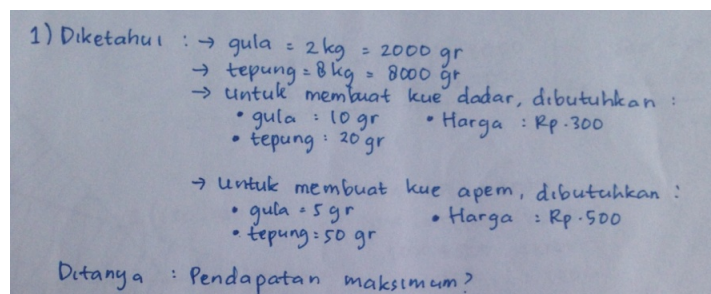 1) Diketahui : → gula = 2 kg = 2000 gr
→ tepung = 8 kg = 8000 gr
→ untuk membuat kue dadar, dibutuhkan :
• gula : 10 gr • Harga : Rp.300
• tepung : 20 gr
→ untuk membuat kue apem, dibutuhkan :
• gula = 5 gr • Harga : Rp.500
• tepung = 50 gr
Ditanya : Pendapatan maksimum?